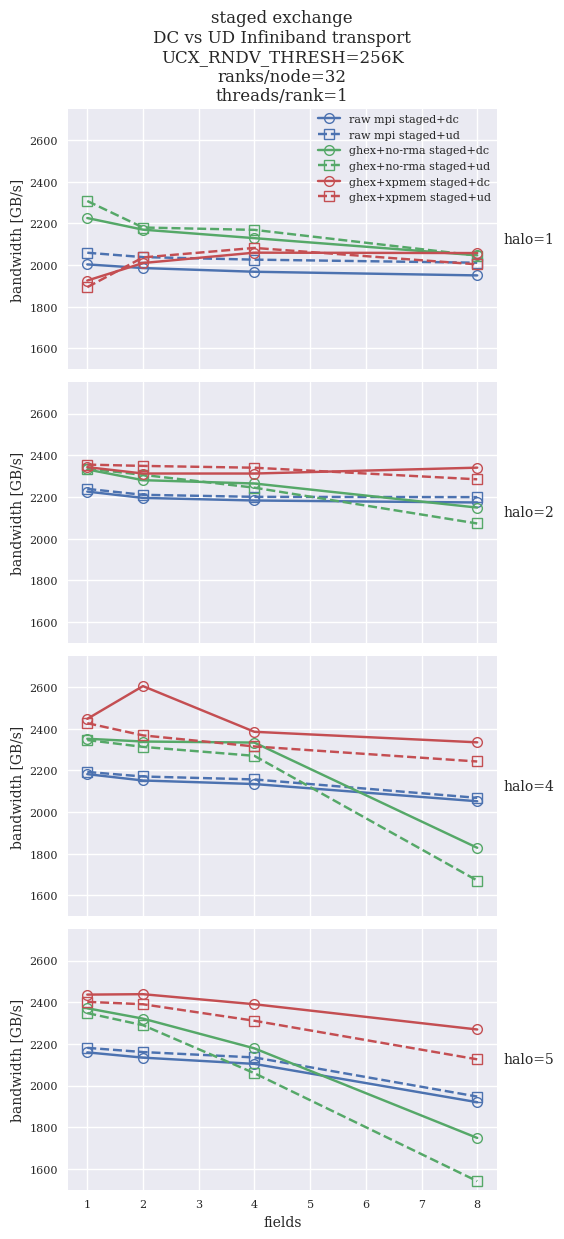 staged exchange
DC vs UD Infiniband transport
UCX_RNDV_THRESH=256K
ranks/node=32
threads/rank=1
raw mpi staged+dc
raw mpi staged+ud
ghex+no-rma staged+dc
ghex+no-rma staged+ud
ghex+xpmem staged+dc
ghex+xpmem staged+ud
2600
2400
2200
2000
1800
1600
bandwidth [GB/s]
halo=1
2600
2400
2200
2000
1800
1600
bandwidth [GB/s]
halo=2
2600
2400
2200
2000
1800
1600
bandwidth [GB/s]
halo=4
2600
2400
2200
2000
1800
1600
bandwidth [GB/s]
halo=5
1 2 3 4 5 6 7 8
fields